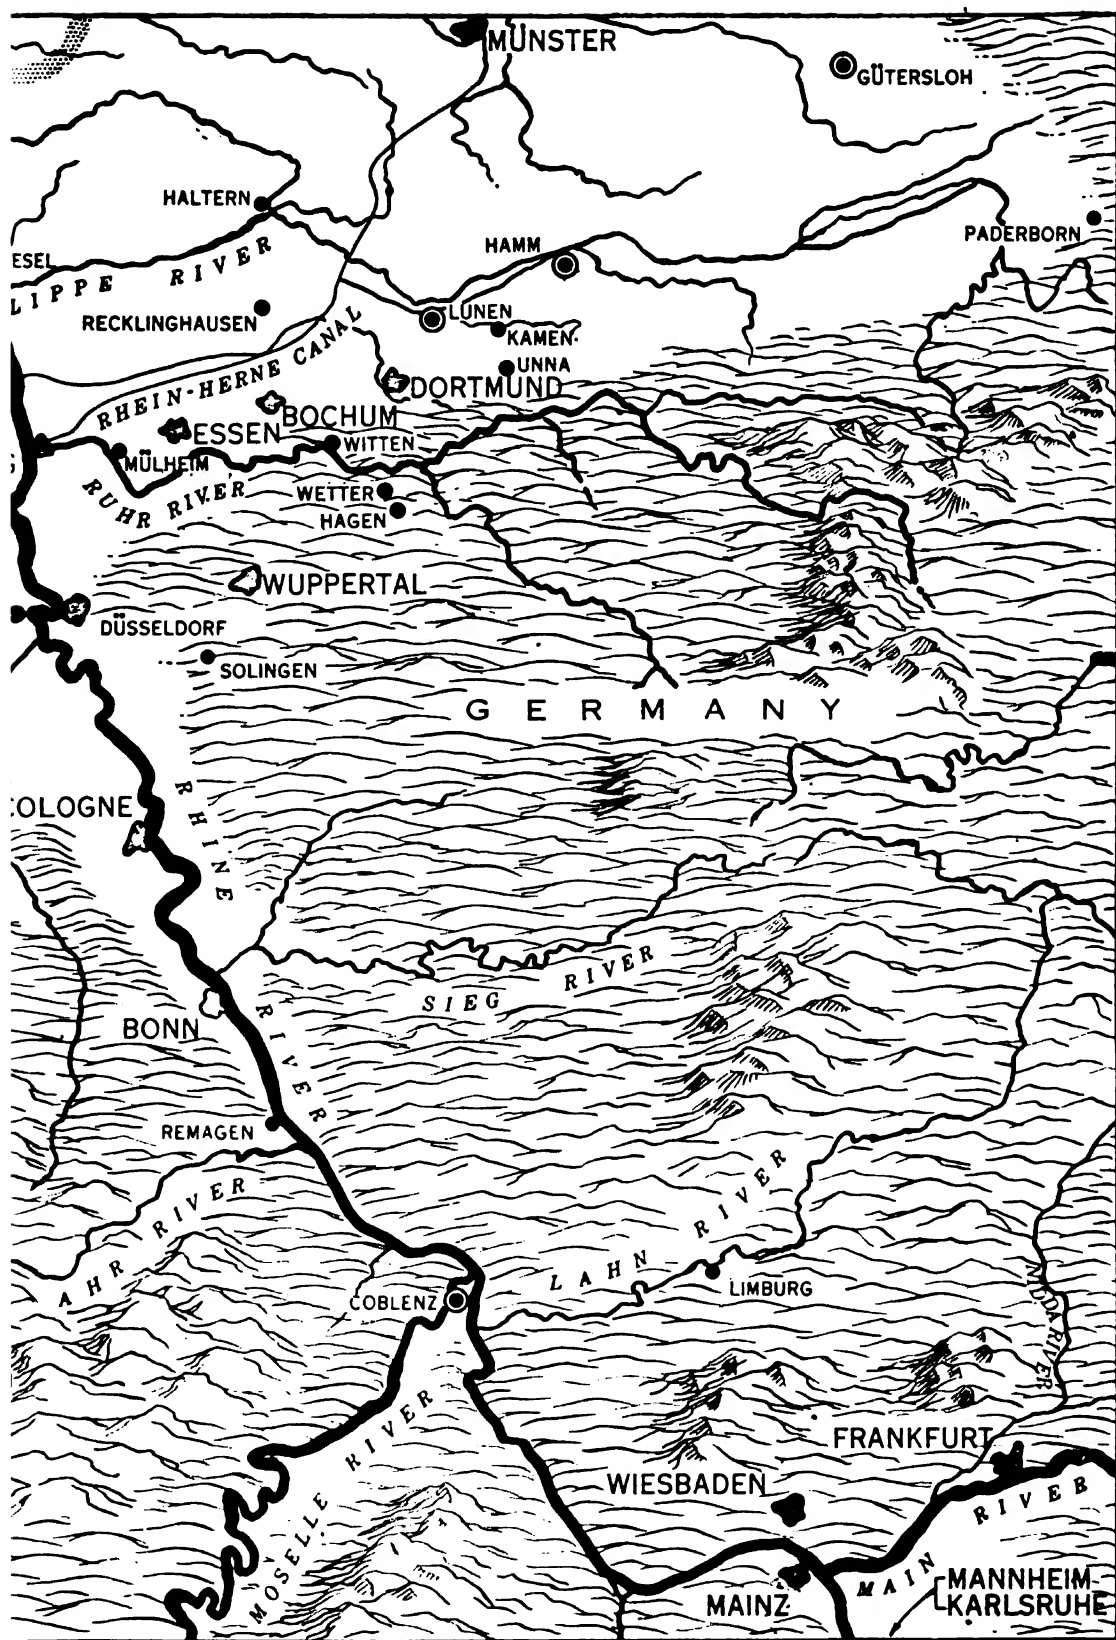 MÜNSTER
GÜTERSLOH
HALTERN
PADERBORN
HAMM
ESEL
LIPPE RIVER
LÜNEN
RECKLINGHAUSEN
KAMEN
UNNA
RHEIN-HERNE CANAL
DORTMUND
BOCHUM
ESSEN
WITTEN
MÜLHEIM
RUHR RIVER
WETTER
HAGEN
WUPPERTAL
DÜSSELDORF
SOLINGEN
GERMANY
COLOGNE
RHINE RIVER
SIEG RIVER
BONN
REMAGEN
AHR RIVER
LAHN RIVER
COBLENZ
LIMBURG
NIDDA RIVER
MOSELLE RIVER
FRANKFURT
WIESBADEN
MAIN RIVER
MAINZ
MANNHEIM-
KARLSRUHE